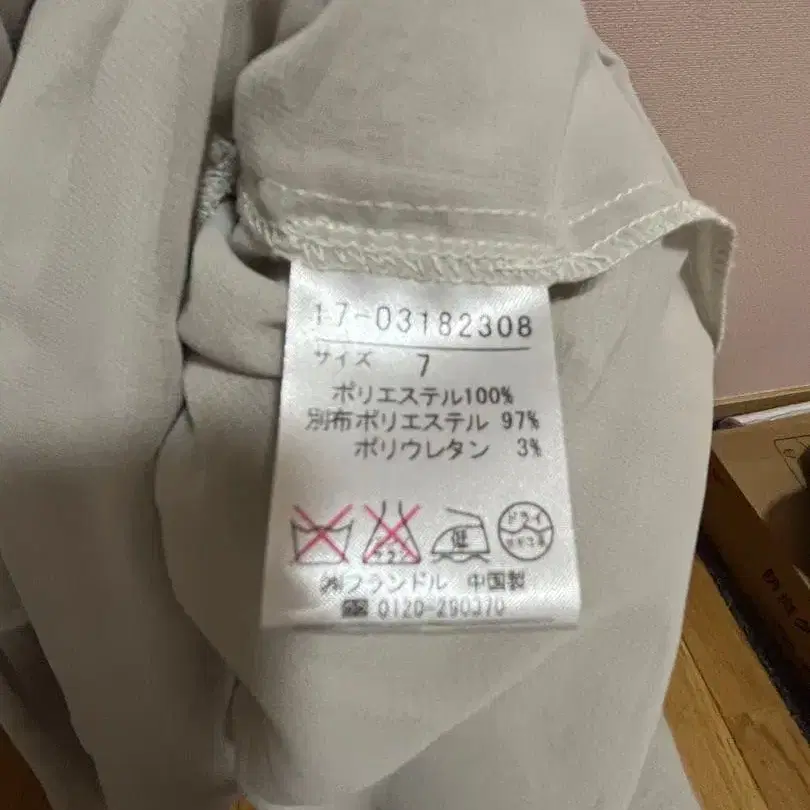 17-03182308
サイズ 7
ポリエステル100%
別布ポリエステル 97%
ポリウレタン 3%
低 ドライ
㈱フランドル 中国製
0120-290370